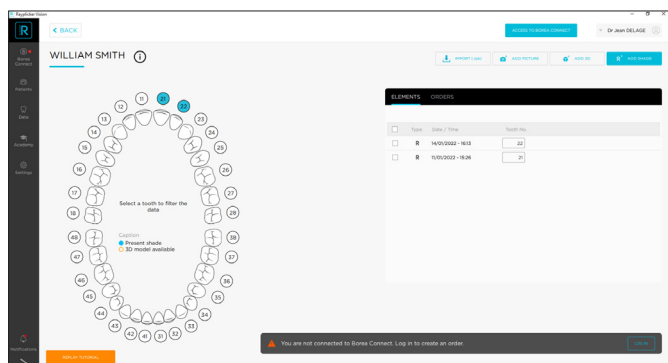 Rayplicker Vision
BACK
ACCESS TO BOREA CONNECT
Dr Jean DELAGE
Borea
Connect
Patients
Data
Academy
Settings
Notifications
WILLIAM SMITH
ADD PICTURE
ADD 3D
ADD SHADE
11 21
12 22
13 23
14 24
15 25
16 26
17 27
18 28
Select a tooth to filter the
data
Caption
Present shade
3D model available
48 38
47 37
46 36
45 35
44 34
43 33
42 41 31 32
ELEMENTS ORDERS
Type Date / Time Tooth No.
R 14/01/2022 - 16:13 22
R 11/01/2022 - 15:26 21
You are not connected to Borea Connect. Log in to create an order
LOG IN
REPLAY TUTORIAL